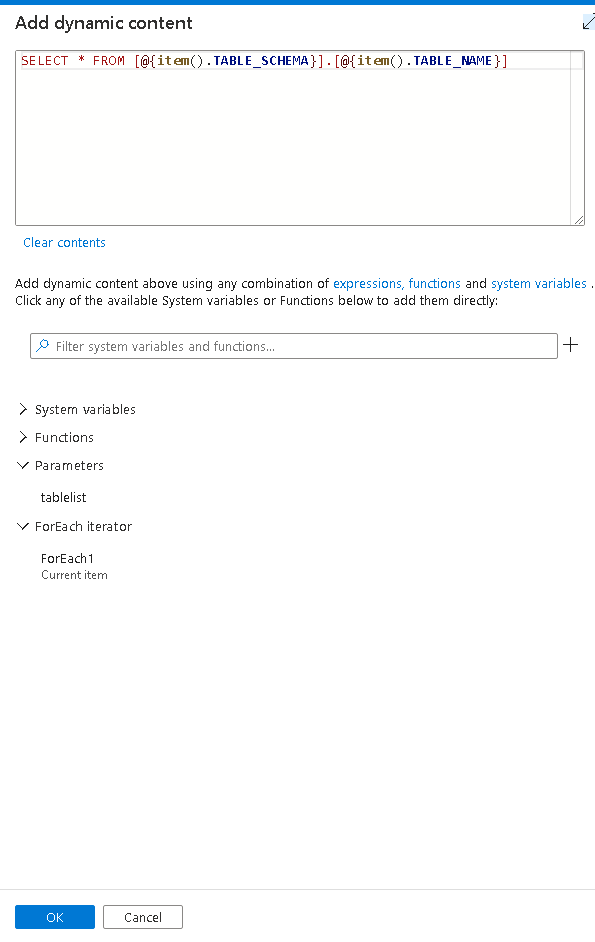 Add dynamic content
SELECT * FROM [@{item().TABLE_SCHEMA}].[@{item().TABLE_NAME}]
Clear contents
Add dynamic content above using any combination of expressions, functions and system variables .
Click any of the available System variables or Functions below to add them directly:
Filter system variables and functions...
System variables
Functions
Parameters
tablelist
ForEach iterator
ForEach1
Current item
OK
Cancel